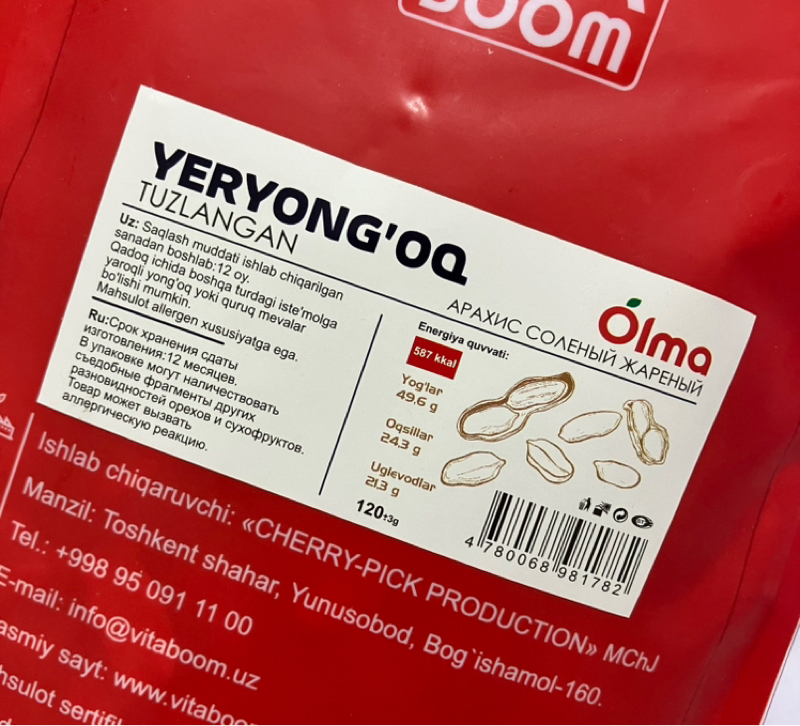 BOOM
YERYONG'OQ
TUZLANGAN
Uz: Saqlash muddati ishlab chiqarilgan
sanadan boshlab:12 oy.
Qadoq ichida boshqa turdagi iste'molga
yaroqli yong'oq yoki quruq mevalar
bo'lishi mumkin.
Mahsulot allergen xususiyatga ega.
Ru:Срок хранения сдаты
изготовления:12 месяцев.
В упаковке могут наличествовать
съедобные фрагменты других
разновидностей орехов и сухофруктов.
Товар может вызвать
аллергическую реакцию.
Olma
АРАХИС СОЛЕНЫЙ ЖАРЕНЫЙ
Energiya quvvati:
587 kkal
Yog'lar
49.6 g
Oqsillar
24.3 g
Uglevodlar
21.3 g
120±3g
4 780068 981782
Ishlab chiqaruvchi: «CHERRY-PICK PRODUCTION» MChJ
Manzil: Toshkent shahar, Yunusobod, Bog`ishamol-160.
Tel.: +998 95 091 11 00
E-mail: info@vitaboom.uz
asmiy sayt: www.vitaboo
hsulot sertifi